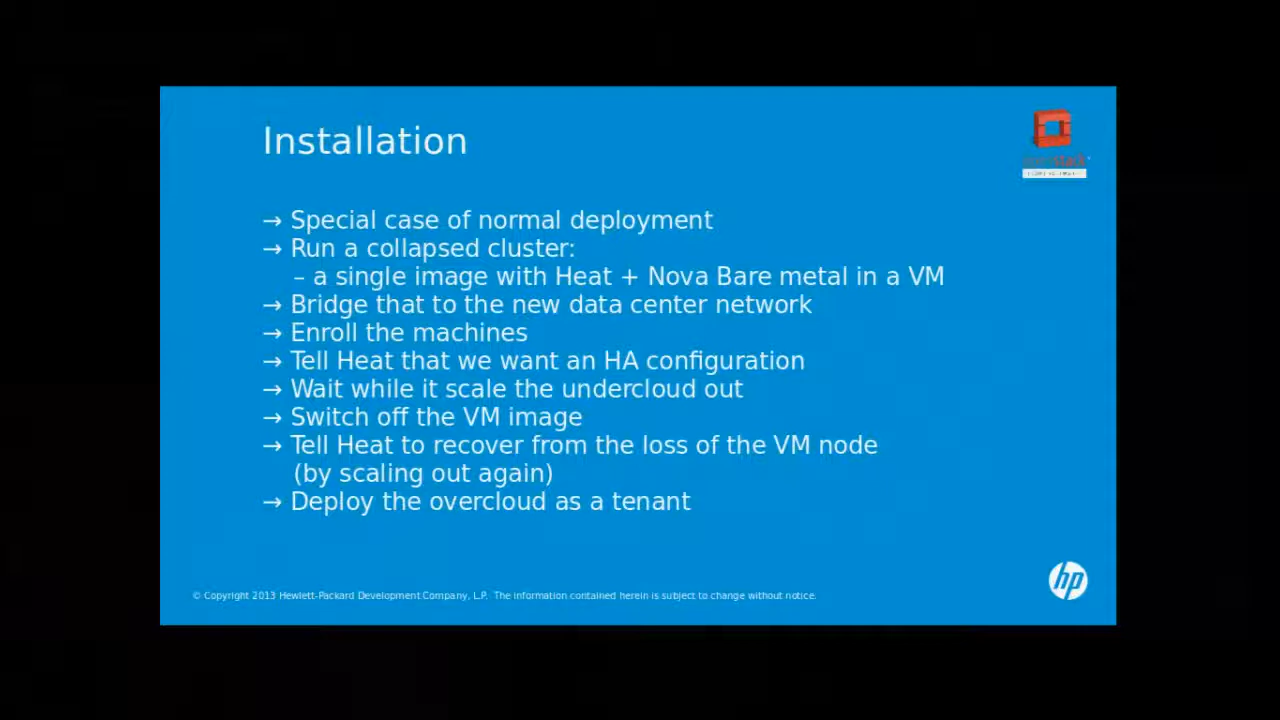 Installation
→ Special case of normal deployment
→ Run a collapsed cluster:
– a single image with Heat + Nova Bare metal in a VM
→ Bridge that to the new data center network
→ Enroll the machines
→ Tell Heat that we want an HA configuration
→ Wait while it scale the undercloud out
→ Switch off the VM image
→ Tell Heat to recover from the loss of the VM node
(by scaling out again)
→ Deploy the overcloud as a tenant
openstack
hp
© Copyright 2013 Hewlett-Packard Development Company, L.P. The information contained herein is subject to change without notice.